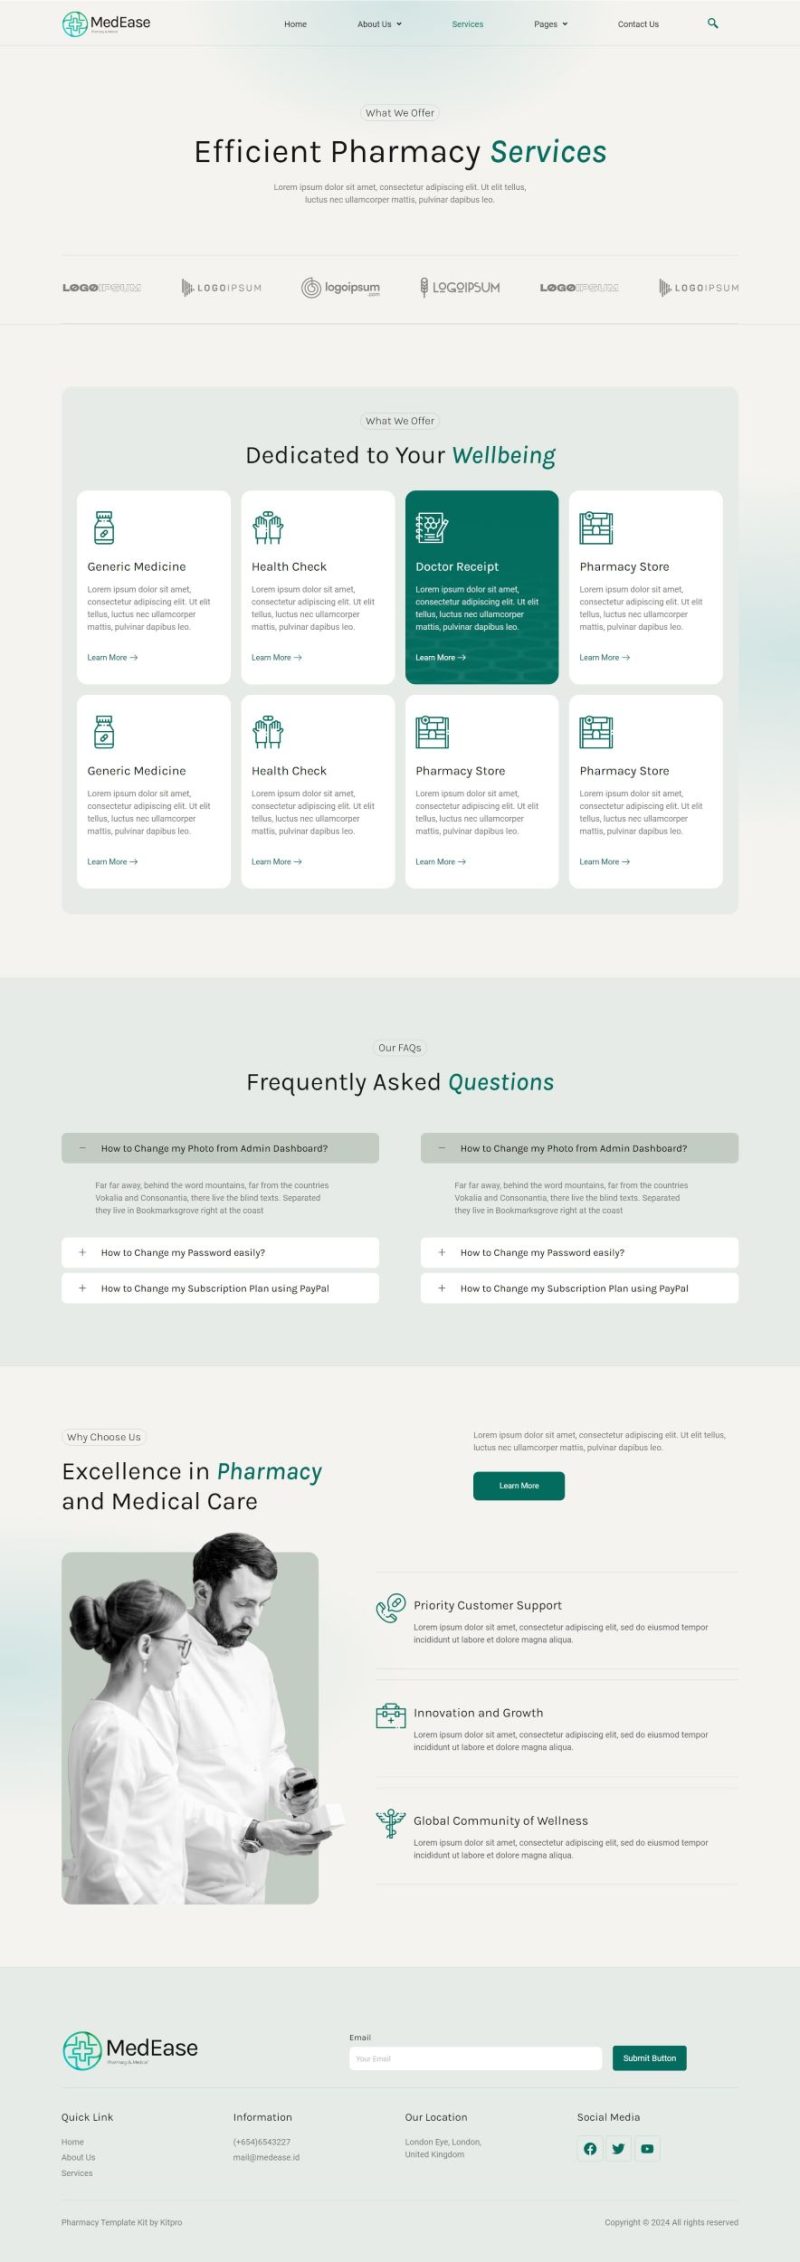 MedEase
Pharmacy & Medical
Home
About Us
Services
Pages
Contact Us
What We Offer
Efficient Pharmacy Services
Lorem ipsum dolor sit amet, consectetur adipiscing elit. Ut elit tellus,
luctus nec ullamcorper mattis, pulvinar dapibus leo.
LOGOIPSUM
LOGOIPSUM
logoipsum
.com
LOGOIPSUM
LOGOIPSUM
LOGOIPSUM
What We Offer
Dedicated to Your Wellbeing
Generic Medicine
Lorem ipsum dolor sit amet,
consectetur adipiscing elit. Ut elit
tellus, luctus nec ullamcorper
mattis, pulvinar dapibus leo.
Learn More →
Health Check
Lorem ipsum dolor sit amet,
consectetur adipiscing elit. Ut elit
tellus, luctus nec ullamcorper
mattis, pulvinar dapibus leo.
Learn More →
Doctor Receipt
Lorem ipsum dolor sit amet,
consectetur adipiscing elit. Ut elit
tellus, luctus nec ullamcorper
mattis, pulvinar dapibus leo.
Learn More →
Pharmacy Store
Lorem ipsum dolor sit amet,
consectetur adipiscing elit. Ut elit
tellus, luctus nec ullamcorper
mattis, pulvinar dapibus leo.
Learn More →
Generic Medicine
Lorem ipsum dolor sit amet,
consectetur adipiscing elit. Ut elit
tellus, luctus nec ullamcorper
mattis, pulvinar dapibus leo.
Learn More →
Health Check
Lorem ipsum dolor sit amet,
consectetur adipiscing elit. Ut elit
tellus, luctus nec ullamcorper
mattis, pulvinar dapibus leo.
Learn More →
Pharmacy Store
Lorem ipsum dolor sit amet,
consectetur adipiscing elit. Ut elit
tellus, luctus nec ullamcorper
mattis, pulvinar dapibus leo.
Learn More →
Pharmacy Store
Lorem ipsum dolor sit amet,
consectetur adipiscing elit. Ut elit
tellus, luctus nec ullamcorper
mattis, pulvinar dapibus leo.
Learn More →
Our FAQs
Frequently Asked Questions
− How to Change my Photo from Admin Dashboard?
Far far away, behind the word mountains, far from the countries
Vokalia and Consonantia, there live the blind texts. Separated
they live in Bookmarksgrove right at the coast
+ How to Change my Password easily?
+ How to Change my Subscription Plan using PayPal
− How to Change my Photo from Admin Dashboard?
Far far away, behind the word mountains, far from the countries
Vokalia and Consonantia, there live the blind texts. Separated
they live in Bookmarksgrove right at the coast
+ How to Change my Password easily?
+ How to Change my Subscription Plan using PayPal
Why Choose Us
Excellence in Pharmacy
and Medical Care
Lorem ipsum dolor sit amet, consectetur adipiscing elit. Ut elit tellus,
luctus nec ullamcorper mattis, pulvinar dapibus leo.
Learn More
Priority Customer Support
Lorem ipsum dolor sit amet, consectetur adipiscing elit, sed do eiusmod tempor
incididunt ut labore et dolore magna aliqua.
Innovation and Growth
Lorem ipsum dolor sit amet, consectetur adipiscing elit, sed do eiusmod tempor
incididunt ut labore et dolore magna aliqua.
Global Community of Wellness
Lorem ipsum dolor sit amet, consectetur adipiscing elit, sed do eiusmod tempor
incididunt ut labore et dolore magna aliqua.
MedEase
Pharmacy & Medical
Email
Your Email
Submit Button
Quick Link
Home
About Us
Services
Information
(+654)6543227
mail@medease.id
Our Location
London Eye, London,
United Kingdom
Social Media
Pharmacy Template Kit by Kitpro
Copyright © 2024 All rights reserved